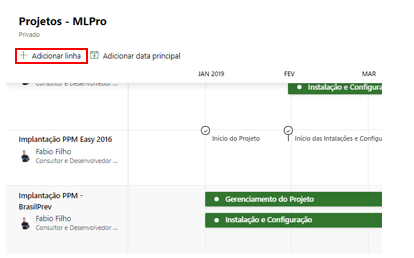 Projetos - MLPro
Privado
Adicionar linha
Adicionar data principal
JAN 2019
FEV
MAR
Consultor e Desenvolvedor ...
Instalação e Configura
Implantação PPM Easy 2016
Fabio Filho
Consultor e Desenvolvedor ...
Início do Projeto
Início das Intalações e Configu
Implantação PPM -
BrasilPrev
Fabio Filho
Consultor e Desenvolvedor ...
Gerenciamento do Projeto
Instalação e Configuração